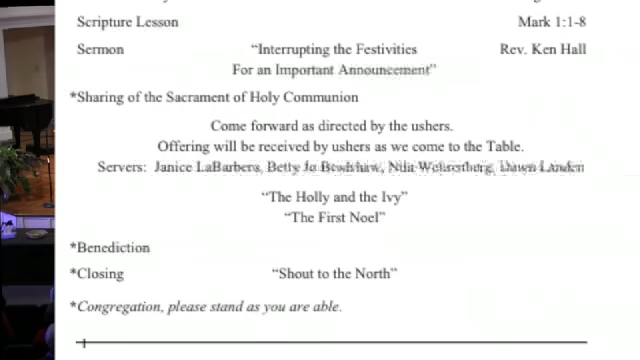 Scripture Lesson Mark 1:1-8
Sermon “Interrupting the Festivities Rev. Ken Hall
For an Important Announcement”
*Sharing of the Sacrament of Holy Communion
Come forward as directed by the ushers.
Offering will be received by ushers as we come to the Table.
Servers: Janice LaBarbera, Betty Jo
“The Holly and the Ivy”
“The First Noel”
*Benediction
*Closing “Shout to the North”
*Congregation, please stand as you are able.